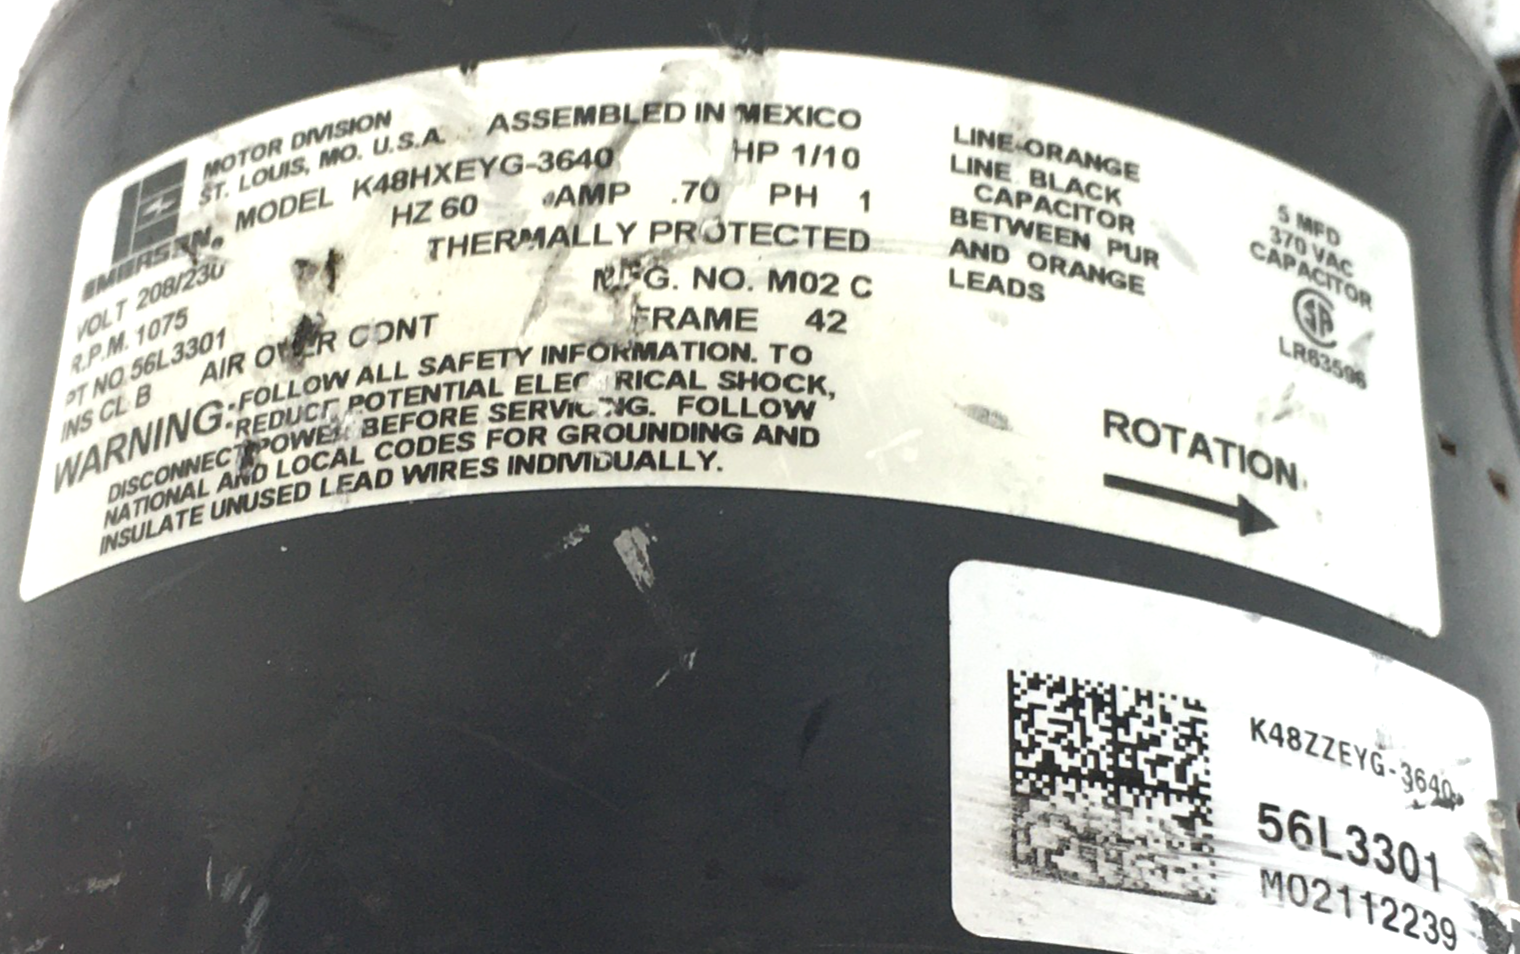 EMERSON
MOTOR DIVISION
ST. LOUIS, MO. U.S.A.
ASSEMBLED IN MEXICO
MODEL K48HXEYG-3640
HP 1/10
VOLT 208/230
HZ 60
AMP .70
PH 1
R.P.M. 1075
THERMALLY PROTECTED
PT NO 56L3301
MFG. NO. M02 C
INS CL B
AIR OVER CONT
FRAME 42
WARNING: FOLLOW ALL SAFETY INFORMATION. TO
REDUCE POTENTIAL ELECTRICAL SHOCK,
DISCONNECT POWER BEFORE SERVICING. FOLLOW
NATIONAL AND LOCAL CODES FOR GROUNDING AND
INSULATE UNUSED LEAD WIRES INDIVIDUALLY.
LINE-ORANGE
LINE BLACK
CAPACITOR
BETWEEN PUR
AND ORANGE
LEADS
5 MFD
370 VAC
CAPACITOR
SA
LR63596
ROTATION
K48ZZEYG-3640
56L3301
M02112239